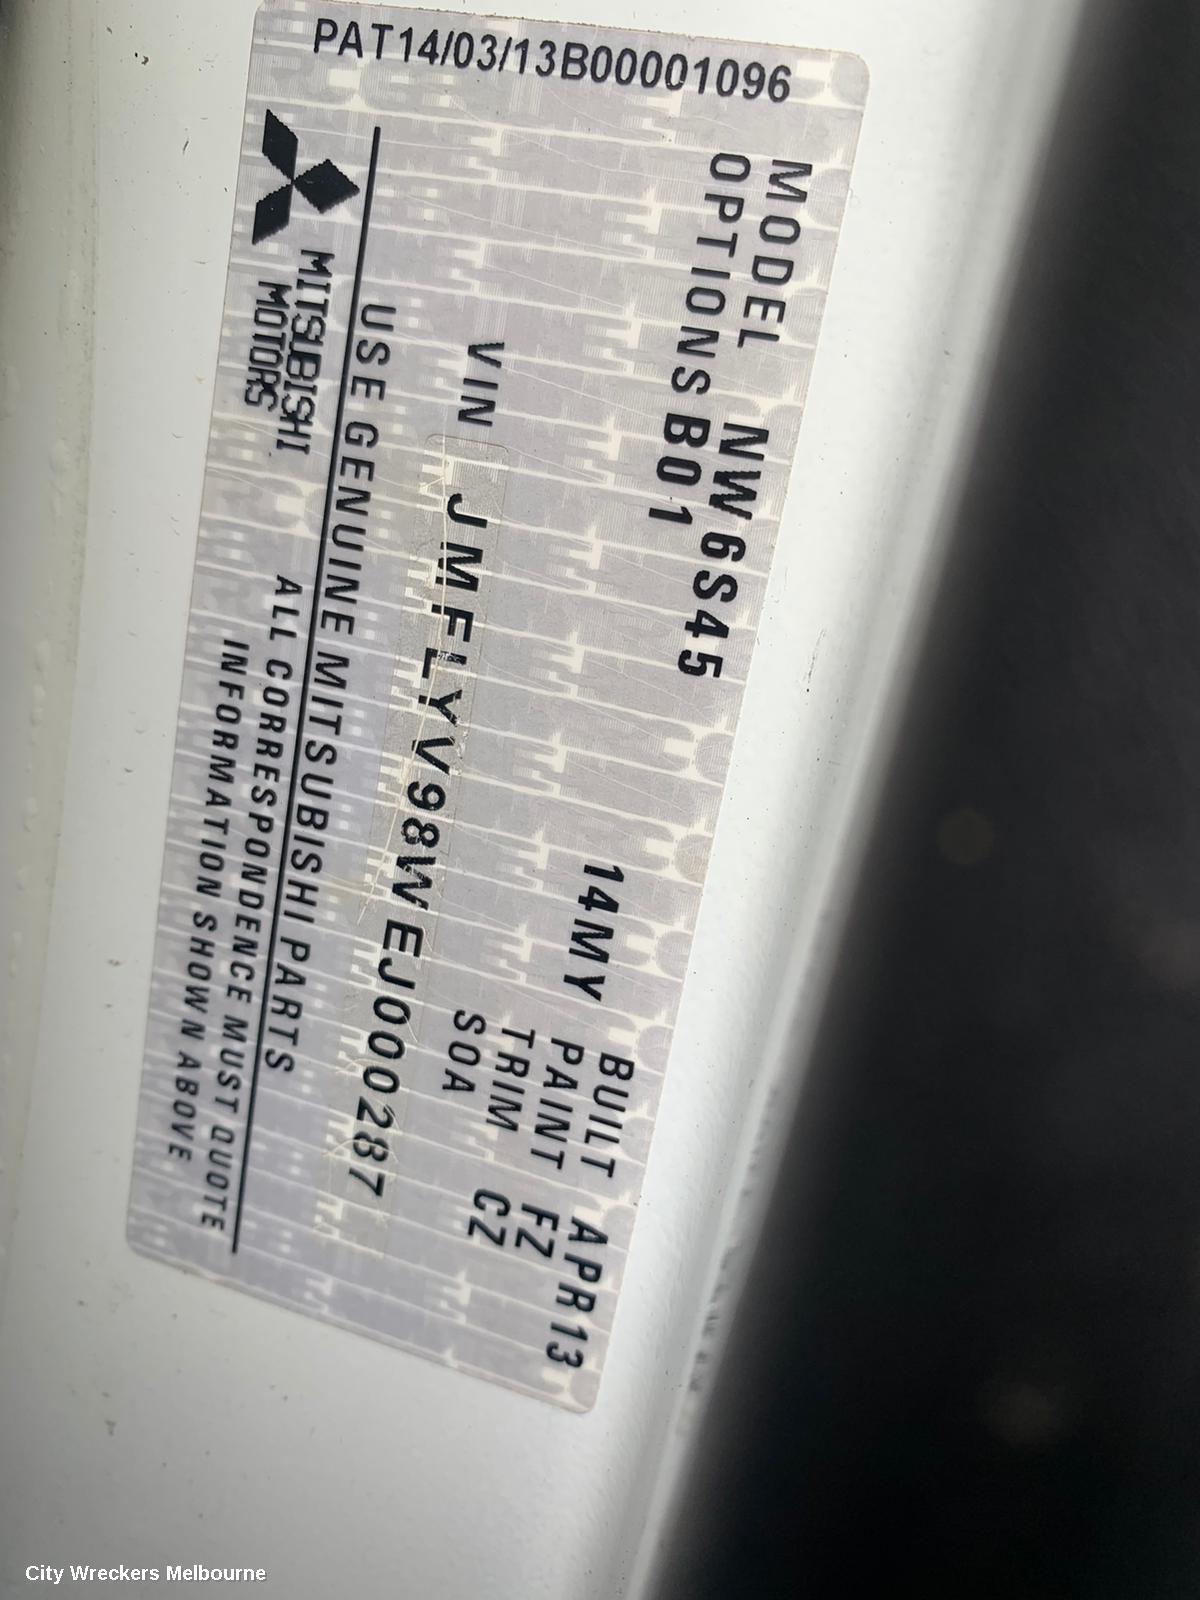 PAT14/03/13B00001096
MODEL NW6S45 14MY BUILT APR13
OPTIONS B01 PAINT FZ
TRIM CZ
SOA
VIN JMFLYV98WEJ000287
USE GENUINE MITSUBISHI PARTS
MITSUBISHI
MOTORS
ALL CORRESPONDENCE MUST QUOTE
INFORMATION SHOWN ABOVE
City Wreckers Melbourne